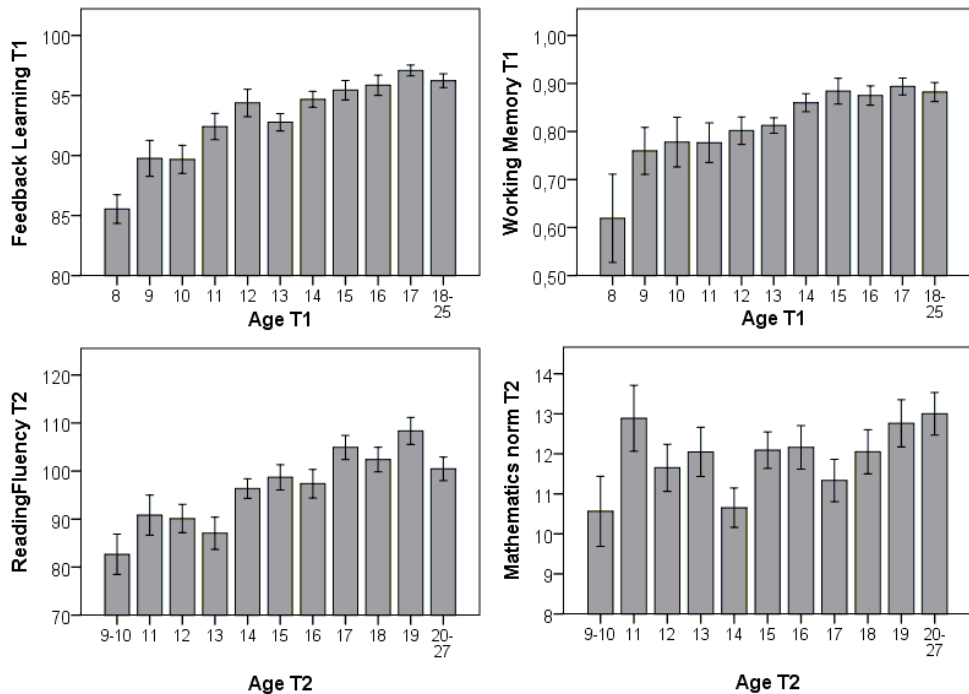 Feedback Learning T1
100
95
90
85
80
8 9 10 11 12 13 14 15 16 17 18-
25
Age T1
Working Memory T1
1,00
0,90
0,80
0,70
0,60
0,50
8 9 10 11 12 13 14 15 16 17 18-
25
Age T1
ReadingFluency T2
120
110
100
90
80
70
9-10 11 12 13 14 15 16 17 18 19 20-
27
Age T2
Mathematics norm T2
14
13
12
11
10
9
8
9-10 11 12 13 14 15 16 17 18 19 20-
27
Age T2